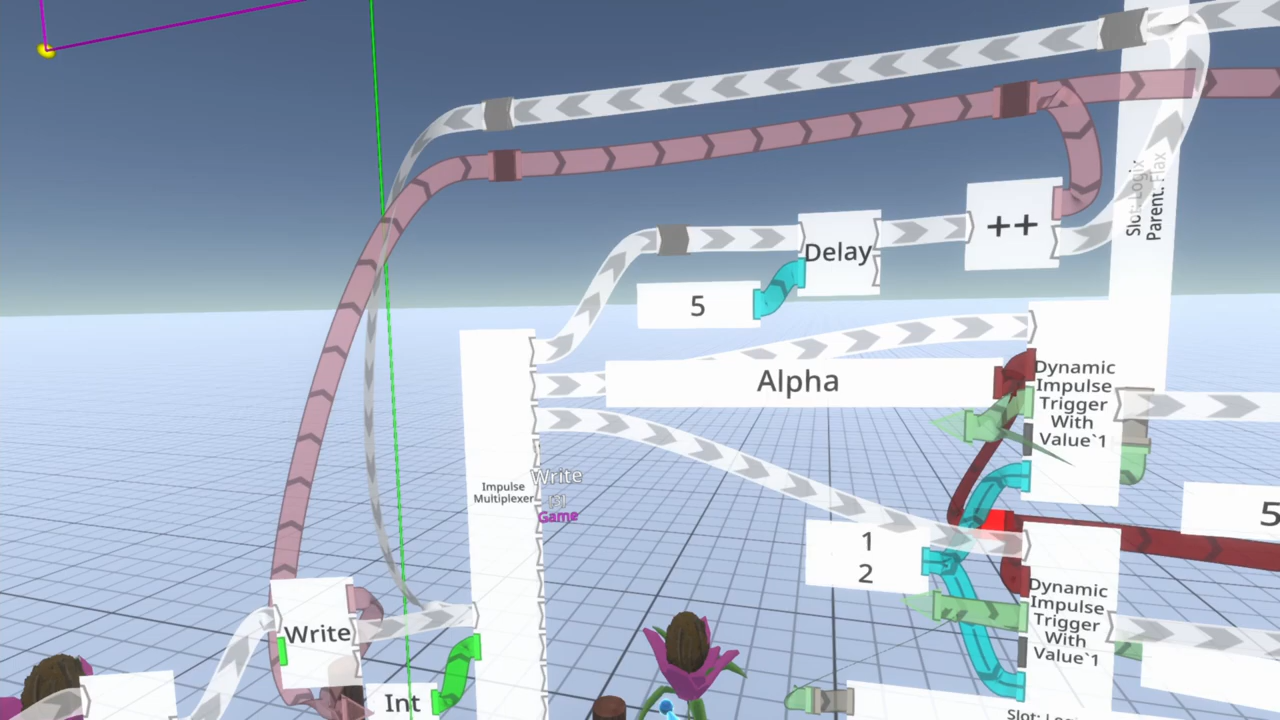 Slot: Logix
Parent: Flax
++
Delay
5
Alpha
Dynamic
Impulse
Trigger
With
Value`1
Impulse
Multiplexer
Write
[S]
Game
5
1
2
Dynamic
Impulse
Trigger
With
Value`1
Write
Int